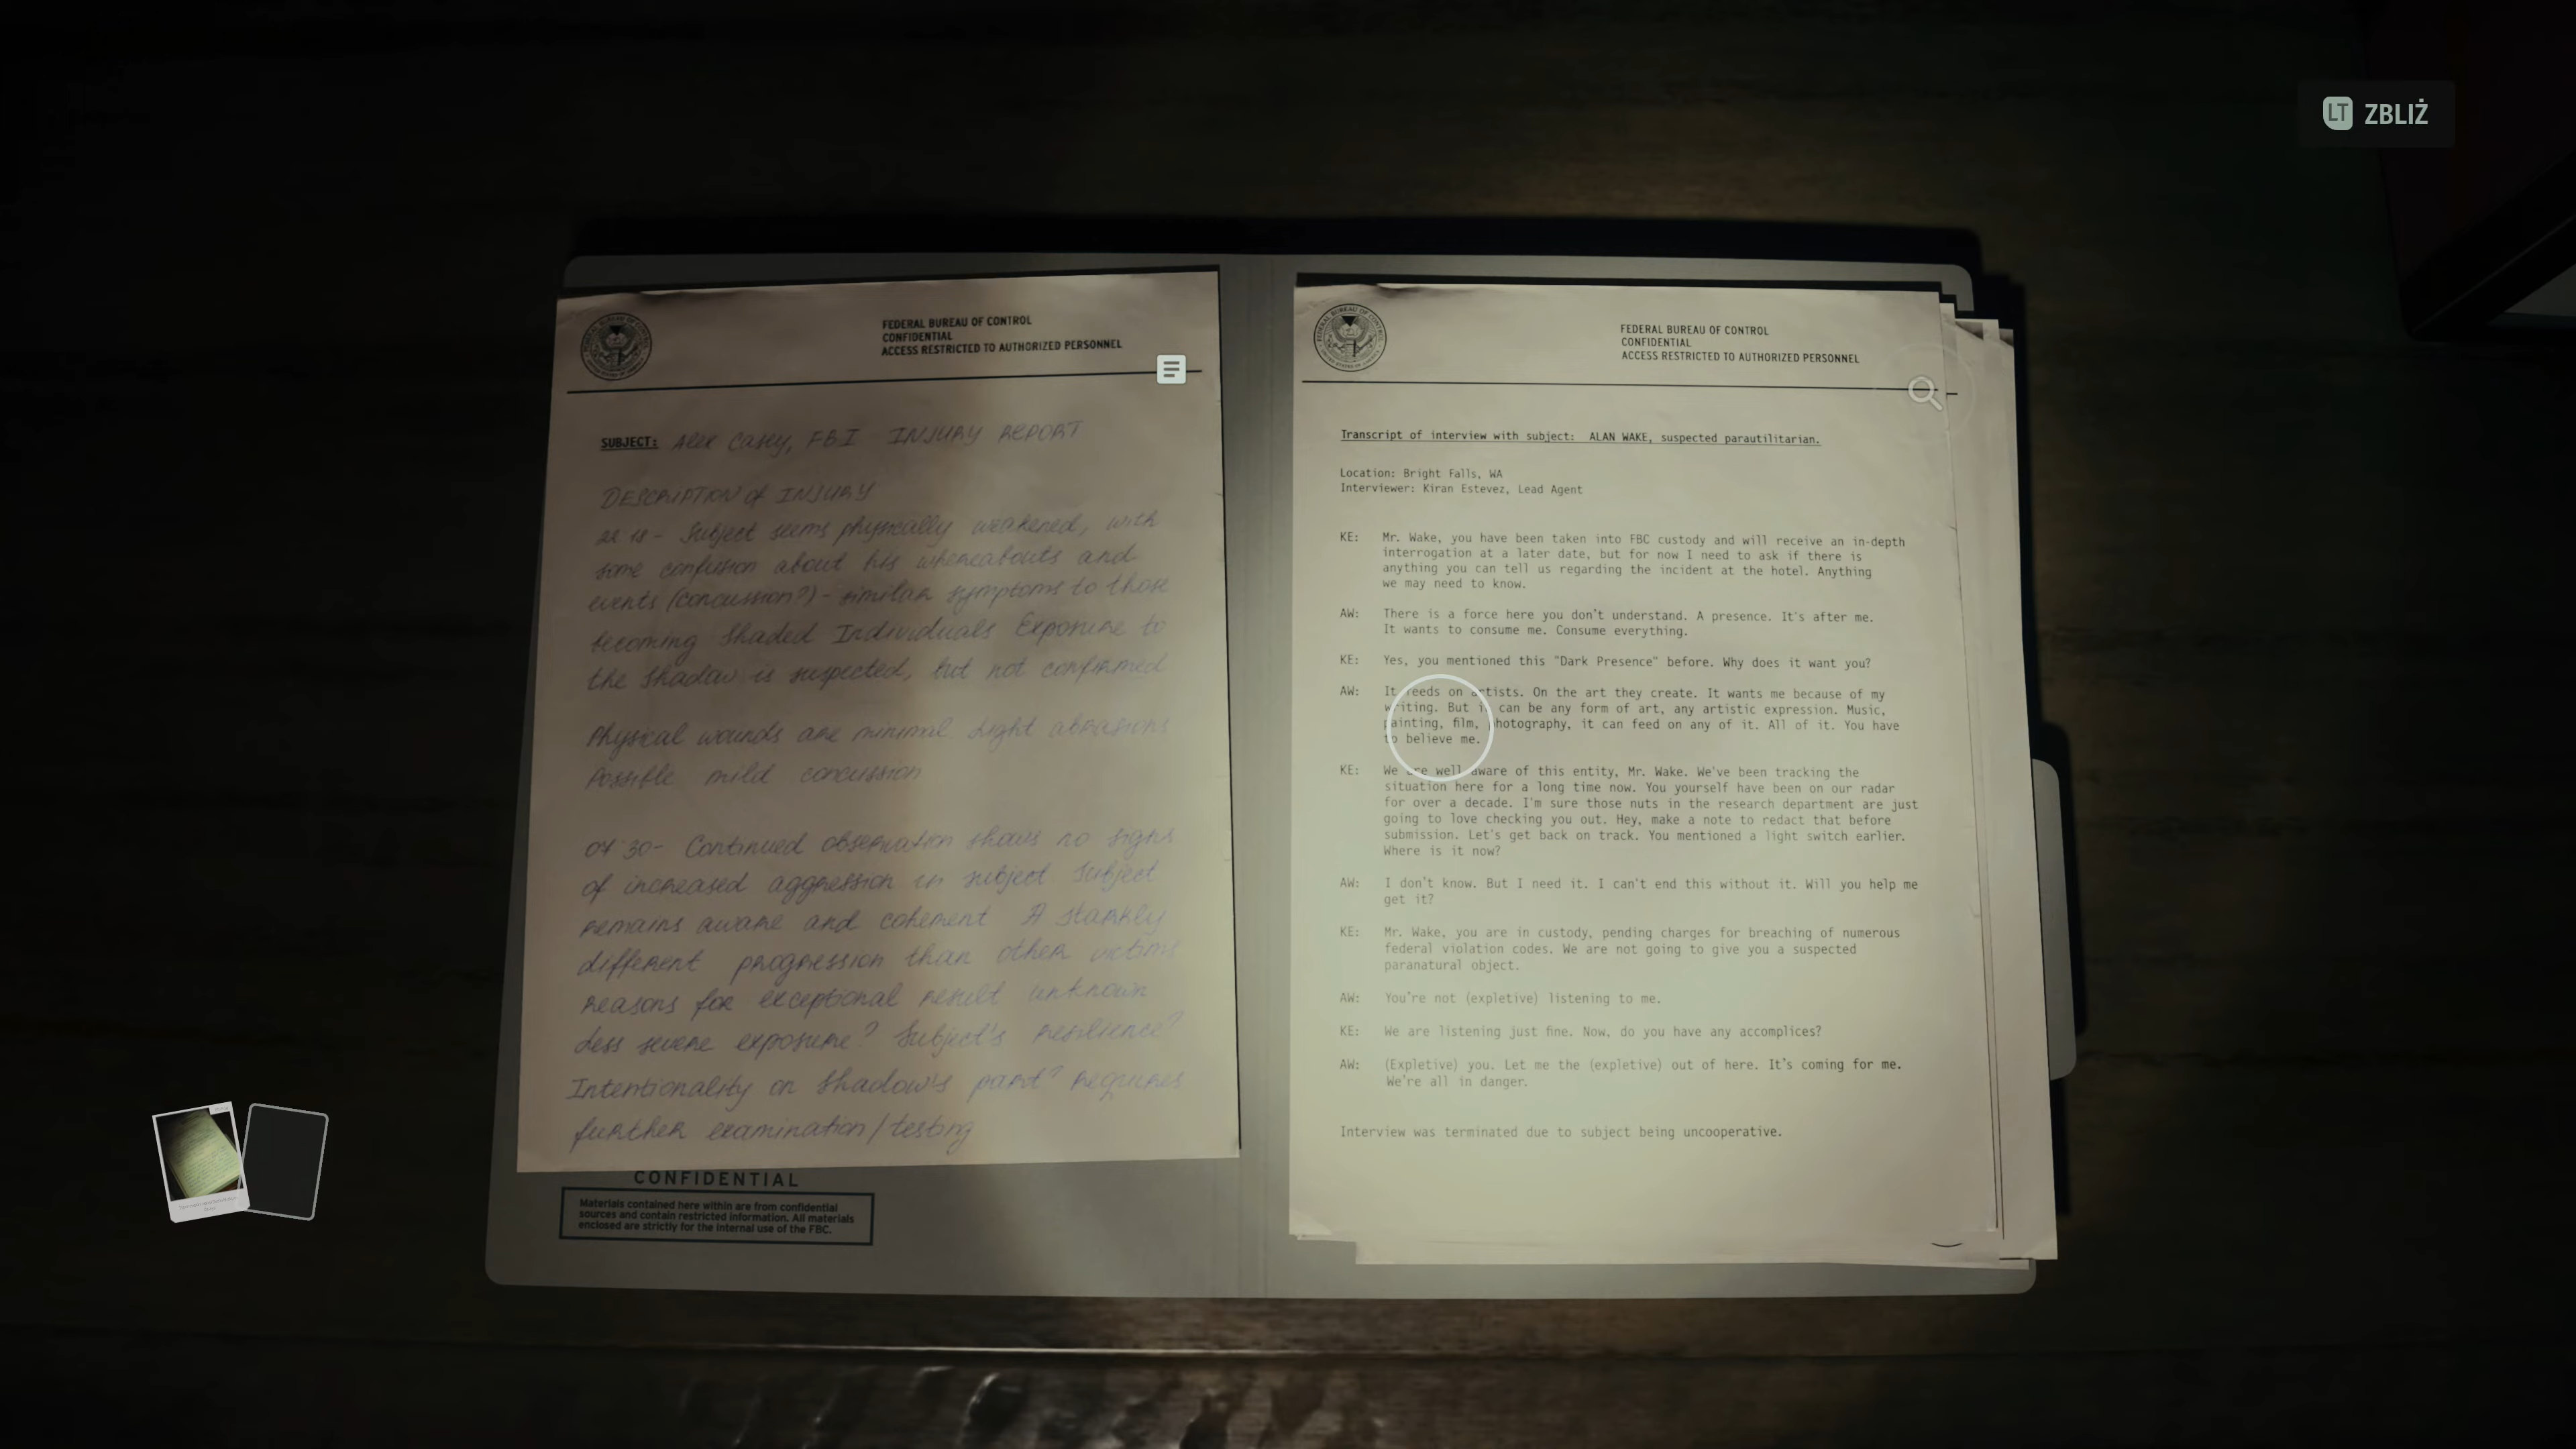 LT ZBLIŻ
FEDERAL BUREAU OF CONTROL
CONFIDENTIAL
ACCESS RESTRICTED TO AUTHORIZED PERSONNEL
SUBJECT: Alex Casey, FBI INJURY REPORT
DESCRIPTION of INJURY
22:18 - Subject seems physically weakened, with
some confusion about his whereabouts and
events (concussion?) - similar symptoms to those
becoming Shaded Individuals Exposure to
the Shadow is suspected, but not confirmed
Physical wounds are minimal. Light abrasions
Possible mild concussion
04:30 - Continued observation shows no signs
of increased aggression in subject Subject
remains aware and coherent A starkly
different progression than other victims
Reasons for exceptional result unknown
Less severe exposure? Subject's resilience?
Intentionality on Shadow's part? Requires
further examination/testing
CONFIDENTIAL
Materials contained here within are from confidential
sources and contain restricted information. All materials
enclosed are strictly for the internal use of the FBC.
FEDERAL BUREAU OF CONTROL
CONFIDENTIAL
ACCESS RESTRICTED TO AUTHORIZED PERSONNEL
Transcript of interview with subject: ALAN WAKE, suspected parautilitarian.
Location: Bright Falls, WA
Interviewer: Kiran Estevez, Lead Agent
KE: Mr. Wake, you have been taken into FBC custody and will receive an in-depth
interrogation at a later date, but for now I need to ask if there is
anything you can tell us regarding the incident at the hotel. Anything
we may need to know.
AW: There is a force here you don't understand. A presence. It's after me.
It wants to consume me. Consume everything.
KE: Yes, you mentioned this "Dark Presence" before. Why does it want you?
AW: It feeds on artists. On the art they create. It wants me because of my
writing. But it can be any form of art, any artistic expression. Music,
painting, film, photography, it can feed on any of it. All of it. You have
to believe me.
KE: We are well aware of this entity, Mr. Wake. We've been tracking the
situation here for a long time now. You yourself have been on our radar
for over a decade. I'm sure those nuts in the research department are just
going to love checking you out. Hey, make a note to redact that before
submission. Let's get back on track. You mentioned a light switch earlier.
Where is it now?
AW: I don't know. But I need it. I can't end this without it. Will you help me
get it?
KE: Mr. Wake, you are in custody, pending charges for breaching of numerous
federal violation codes. We are not going to give you a suspected
paranatural object.
AW: You're not (expletive) listening to me.
KE: We are listening just fine. Now, do you have any accomplices?
AW: (Expletive) you. Let me the (expletive) out of here. It's coming for me.
We're all in danger.
Interview was terminated due to subject being uncooperative.